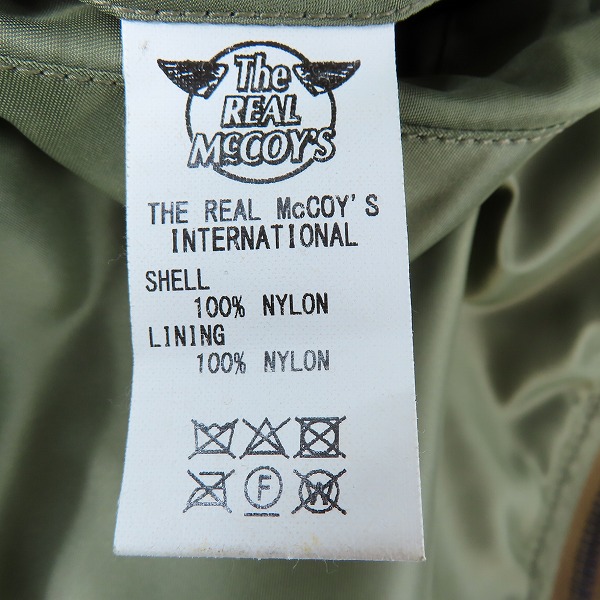 The
REAL
McCOY'S
THE REAL McCOY'S
INTERNATIONAL
SHELL
100% NYLON
LINING
100% NYLON
F
W